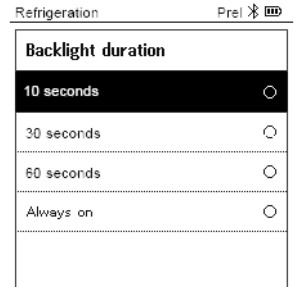 Refrigeration Prel
Backlight duration
10 seconds
30 seconds
60 seconds
Always on